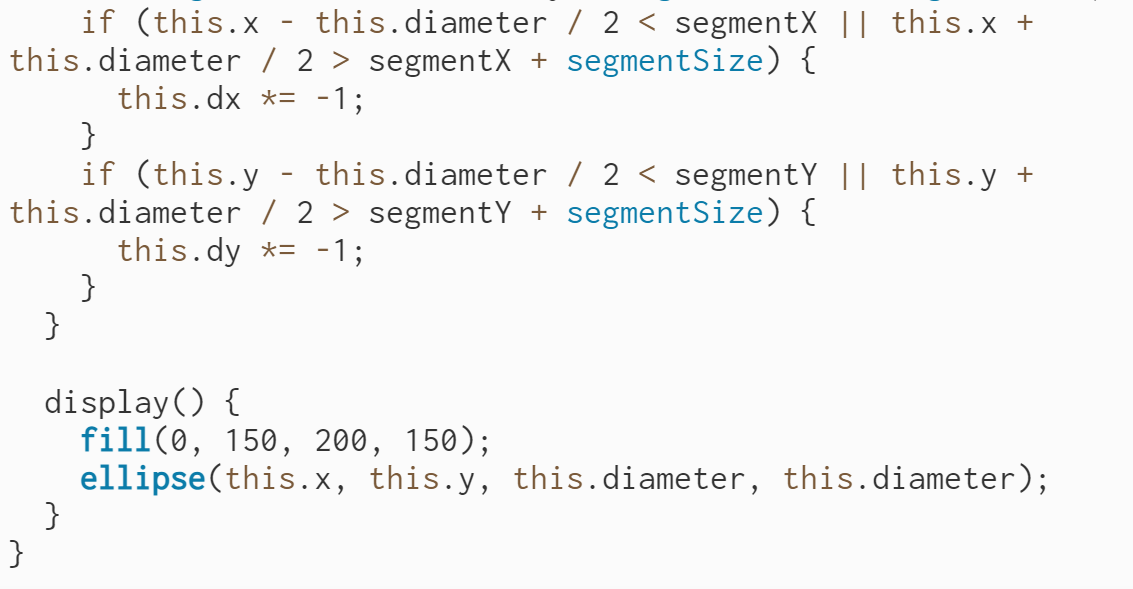 if (this.x - this.diameter / 2 < segmentX || this.x +
this.diameter / 2 > segmentX + segmentSize) {
      this.dx *= -1;
    }
    if (this.y - this.diameter / 2 < segmentY || this.y +
this.diameter / 2 > segmentY + segmentSize) {
      this.dy *= -1;
    }
  }

  display() {
    fill(0, 150, 200, 150);
    ellipse(this.x, this.y, this.diameter, this.diameter);
  }
}